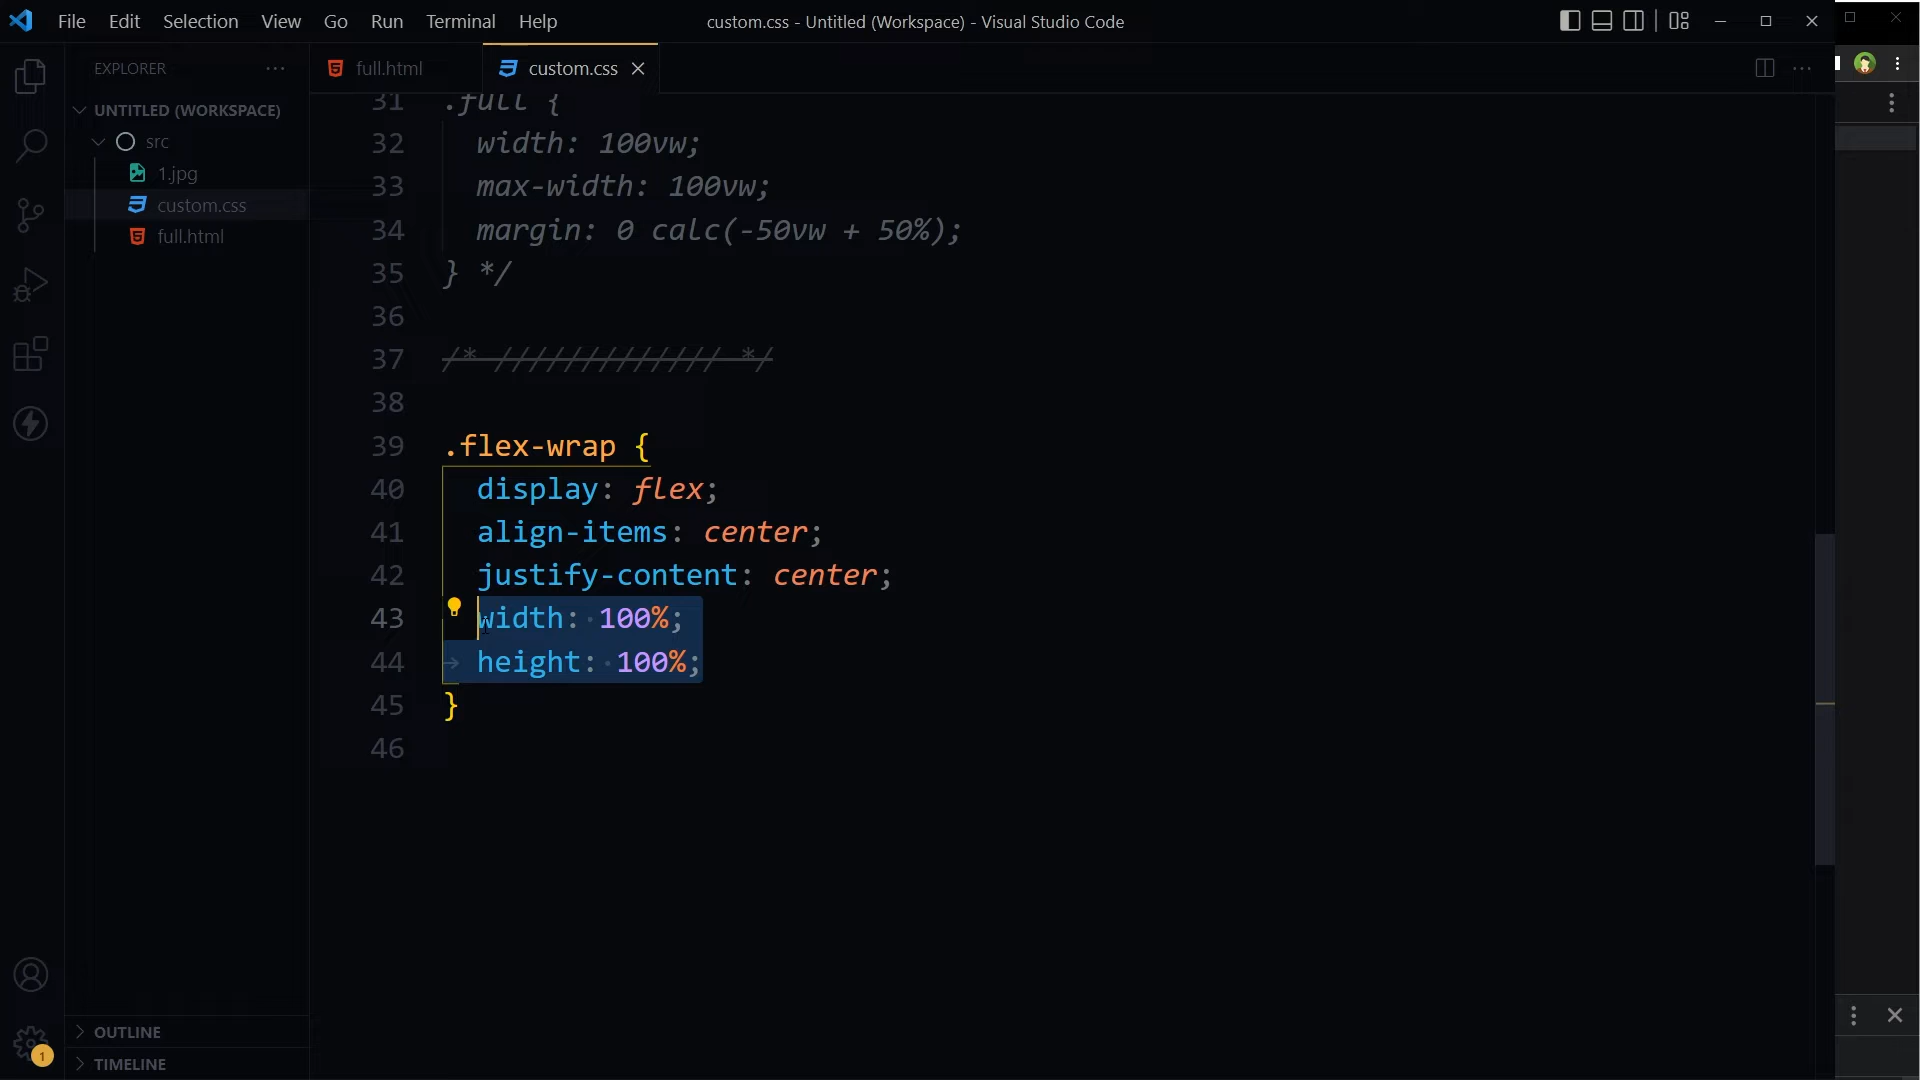 File Edit Selection View Go Run Terminal Help
custom.css - Untitled (Workspace) - Visual Studio Code
EXPLORER
full.html
custom.css
UNTITLED (WORKSPACE)
src
1.jpg
custom.css
full.html
31 .full {
32 width: 100vw;
33 max-width: 100vw;
34 margin: 0 calc(-50vw + 50%);
35 } */
36
37 /* ///////////// */
38
39 .flex-wrap {
40 display: flex;
41 align-items: center;
42 justify-content: center;
43 width: 100%;
44 height: 100%;
45 }
46
1
OUTLINE
TIMELINE